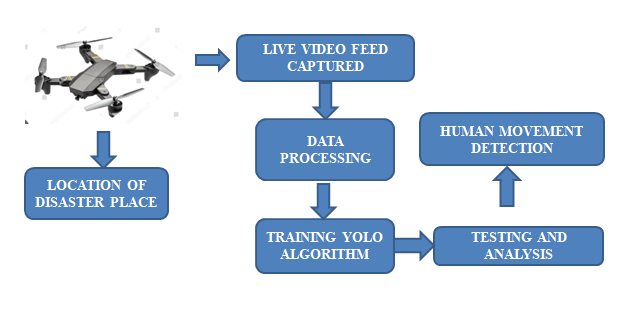 LIVE VIDEO FEED
CAPTURED
LOCATION OF
DISASTER PLACE
DATA
PROCESSING
TRAINING YOLO
ALGORITHM
TESTING AND
ANALYSIS
HUMAN MOVEMENT
DETECTION